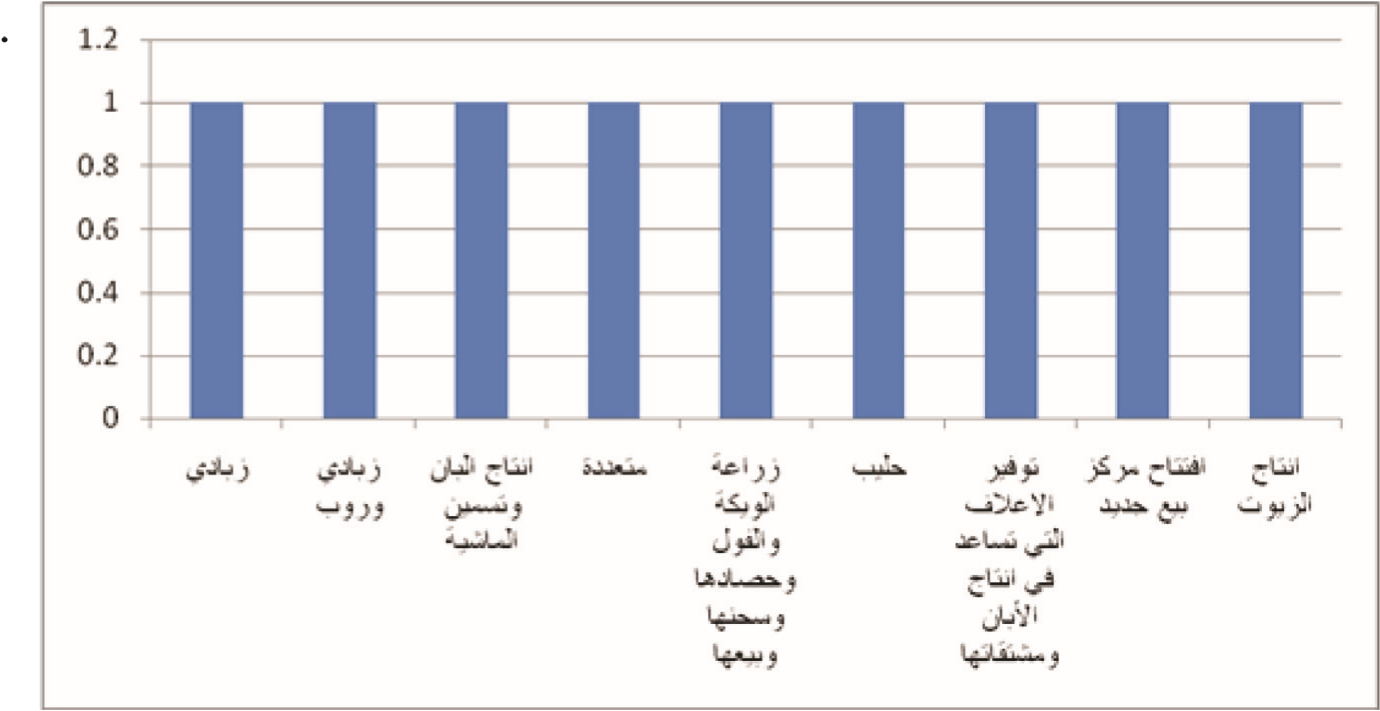 .
1.2
1
0.8
0.6
0.4
0.2
0
زبادي
زبادي
وروب
انتاج البان
وتسمين
الماشية
متعددة
زراعة
الويكة
والفول
وحصادها
وسحنها
وبيعها
حليب
توفير
الاعلاف
التي تساعد
في انتاج
الأبان
ومشتقاتها
افتتاح مركز
بيع جديد
انتاج
الزيوت